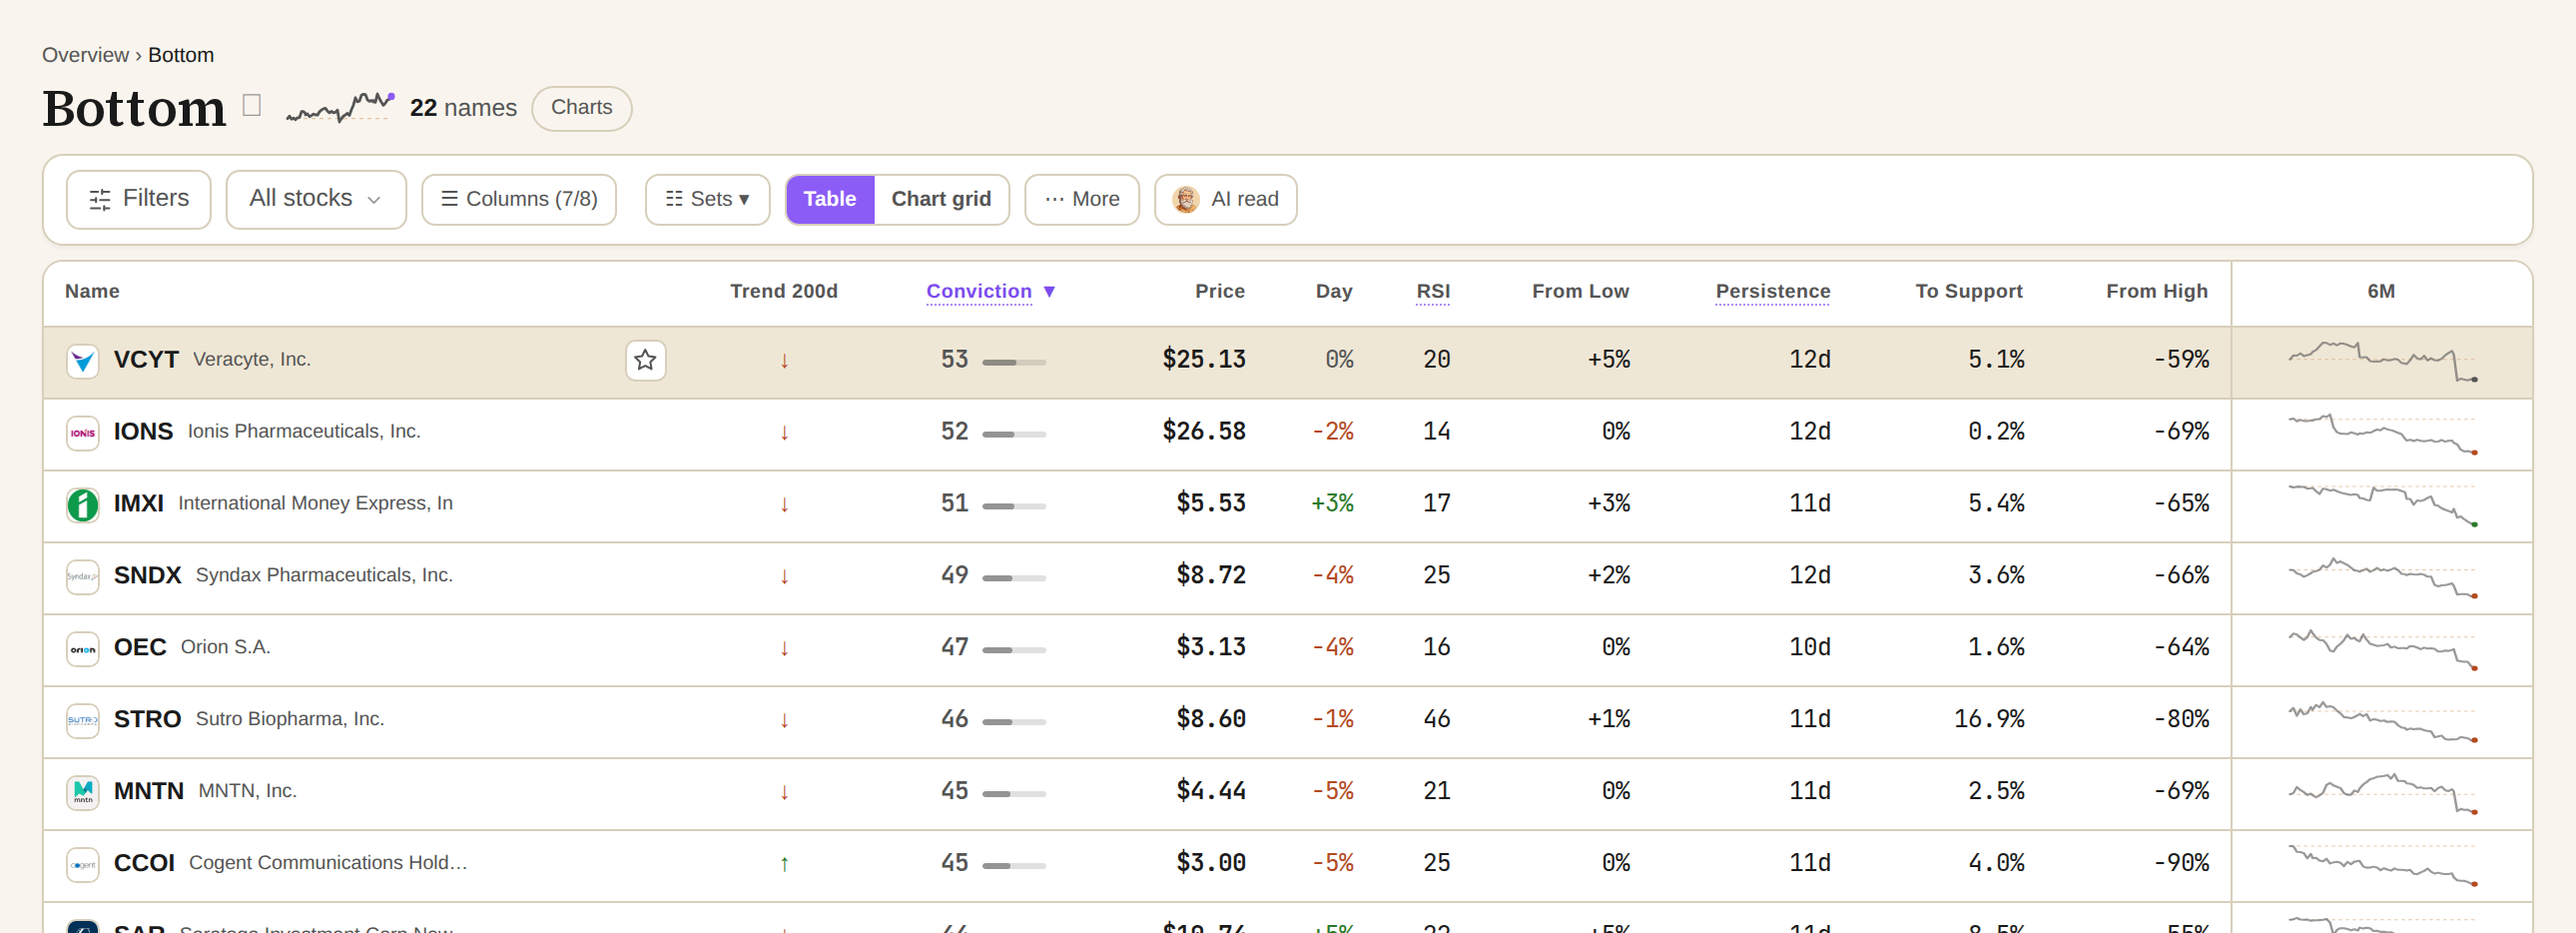 Overview › Bottom
Bottom 22 names Charts
Filters All stocks Columns (7/8) Sets ▾ Table Chart grid ··· More AI read
Name Trend 200d Conviction ▼ Price Day RSI From Low Persistence To Support From High 6M
VCYT Veracyte, Inc. ↓ 53 $25.13 0% 20 +5% 12d 5.1% -59%
IONIS IONS Ionis Pharmaceuticals, Inc. ↓ 52 $26.58 -2% 14 0% 12d 0.2% -69%
IMXI International Money Express, In ↓ 51 $5.53 +3% 17 +3% 11d 5.4% -65%
Syndax SNDX Syndax Pharmaceuticals, Inc. ↓ 49 $8.72 -4% 25 +2% 12d 3.6% -66%
orion OEC Orion S.A. ↓ 47 $3.13 -4% 16 0% 10d 1.6% -64%
SUTRO STRO Sutro Biopharma, Inc. ↓ 46 $8.60 -1% 46 +1% 11d 16.9% -80%
mntn MNTN MNTN, Inc. ↓ 45 $4.44 -5% 21 0% 11d 2.5% -69%
cogent CCOI Cogent Communications Hold… ↑ 45 $3.00 -5% 25 0% 11d 4.0% -90%